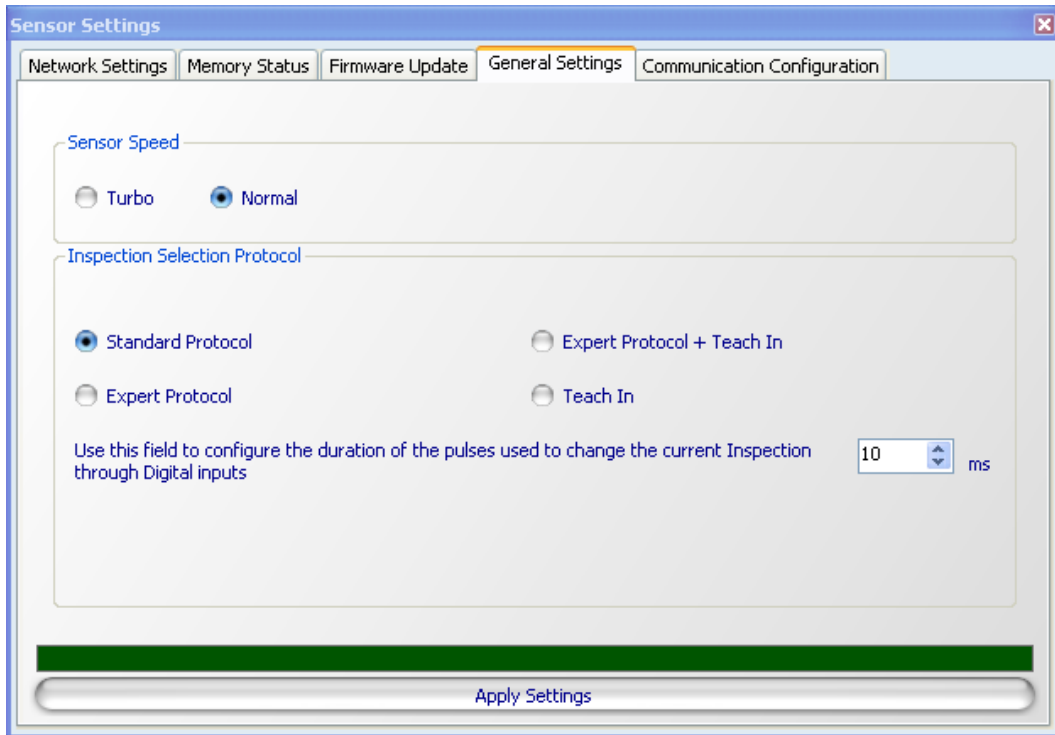 Sensor Settings
Network Settings
Memory Status
Firmware Update
General Settings
Communication Configuration
Sensor Speed
Turbo
Normal
Inspection Selection Protocol
Standard Protocol
Expert Protocol + Teach In
Expert Protocol
Teach In
Use this field to configure the duration of the pulses used to change the current Inspection
through Digital inputs
10
ms
Apply Settings